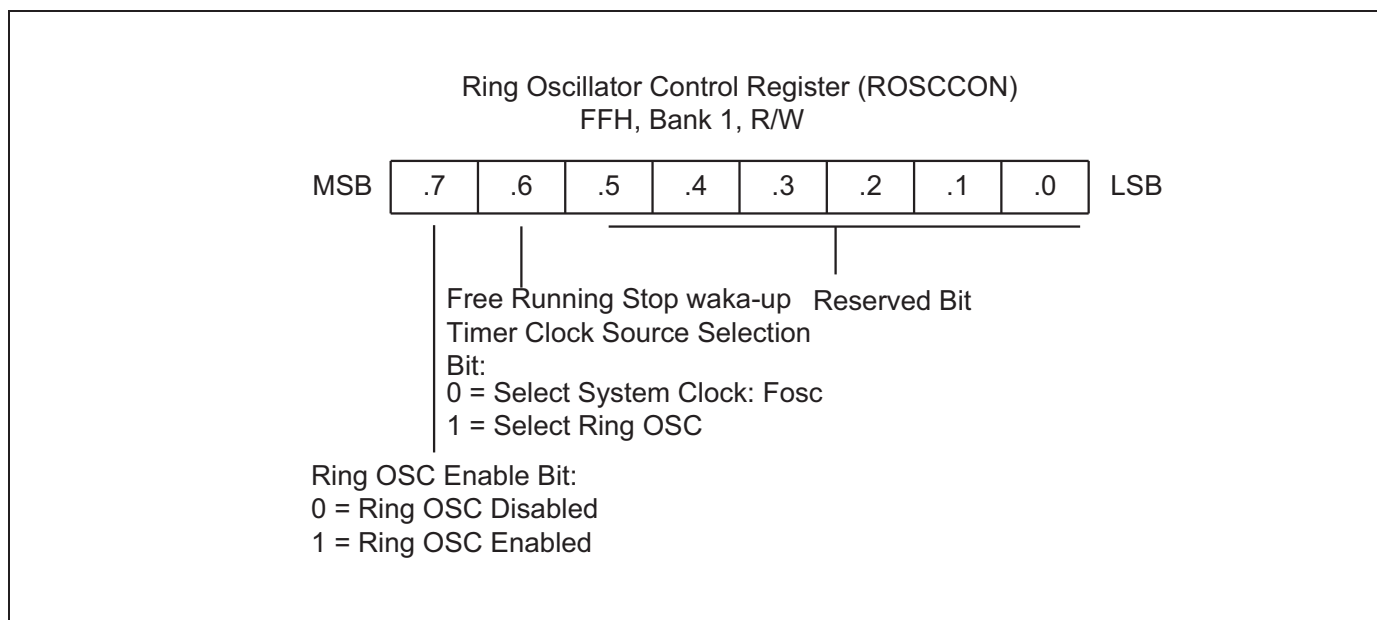 Ring Oscillator Control Register (ROSCCON)
FFH, Bank 1, R/W
MSB .7 .6 .5 .4 .3 .2 .1 .0 LSB
Free Running Stop waka-up
Timer Clock Source Selection
Bit:
0 = Select System Clock: Fosc
1 = Select Ring OSC
Reserved Bit
Ring OSC Enable Bit:
0 = Ring OSC Disabled
1 = Ring OSC Enabled